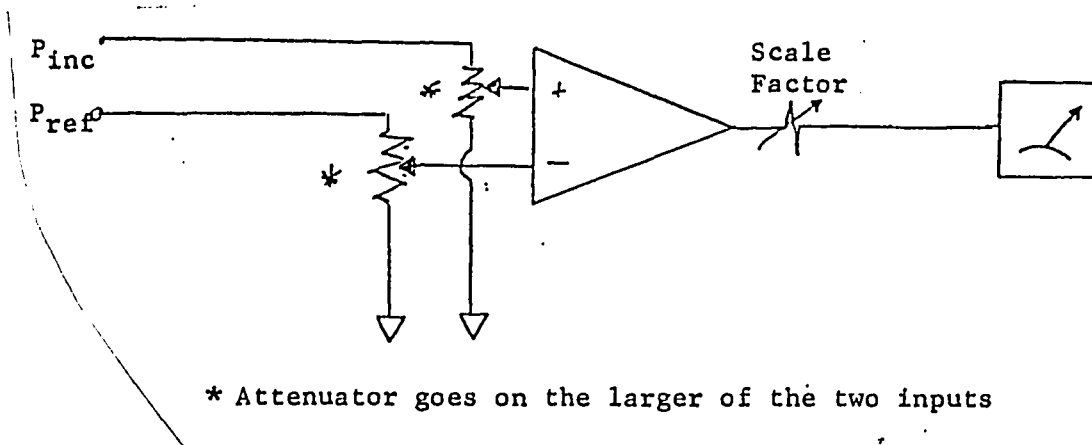 P_inc
P_ref
*
*
+
−
Scale
Factor
* Attenuator goes on the larger of the two inputs